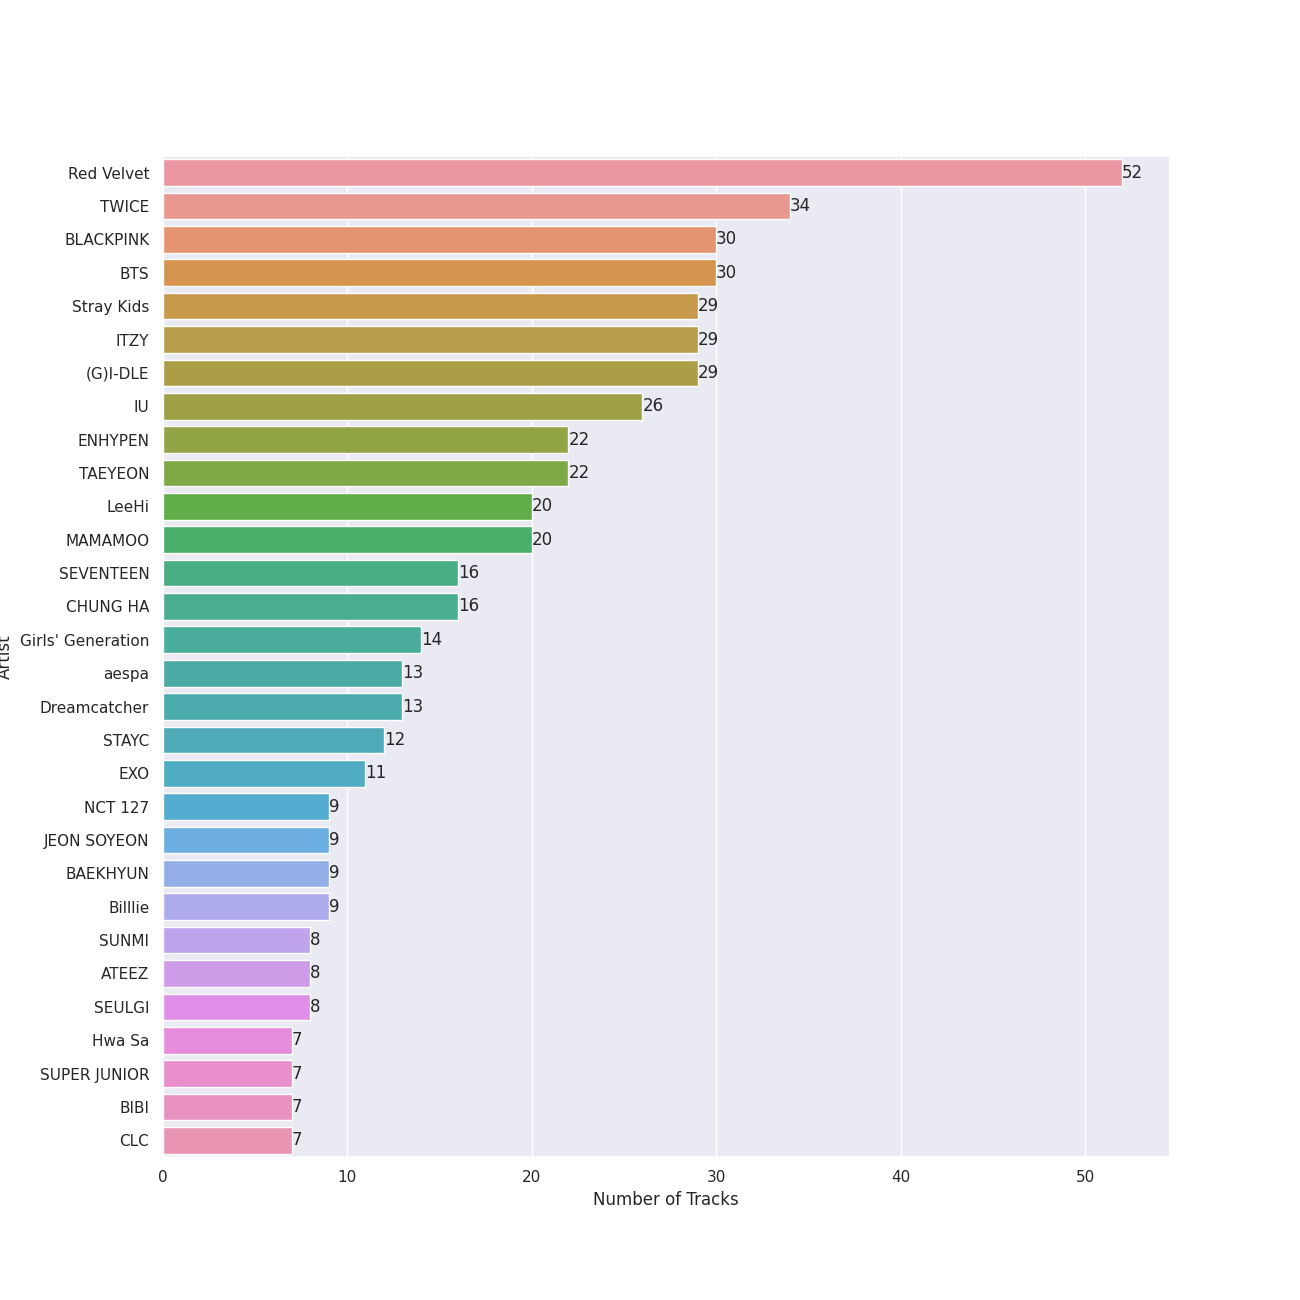 Red Velvet 52
TWICE 34
BLACKPINK 30
BTS 30
Stray Kids 29
ITZY 29
(G)I-DLE 29
IU 26
ENHYPEN 22
TAEYEON 22
LeeHi 20
MAMAMOO 20
SEVENTEEN 16
CHUNG HA 16
Girls' Generation 14
Artist
aespa 13
Dreamcatcher 13
STAYC 12
EXO 11
NCT 127 9
JEON SOYEON 9
BAEKHYUN 9
Billlie 9
SUNMI 8
ATEEZ 8
SEULGI 8
Hwa Sa 7
SUPER JUNIOR 7
BIBI 7
CLC 7
0 10 20 30 40 50
Number of Tracks